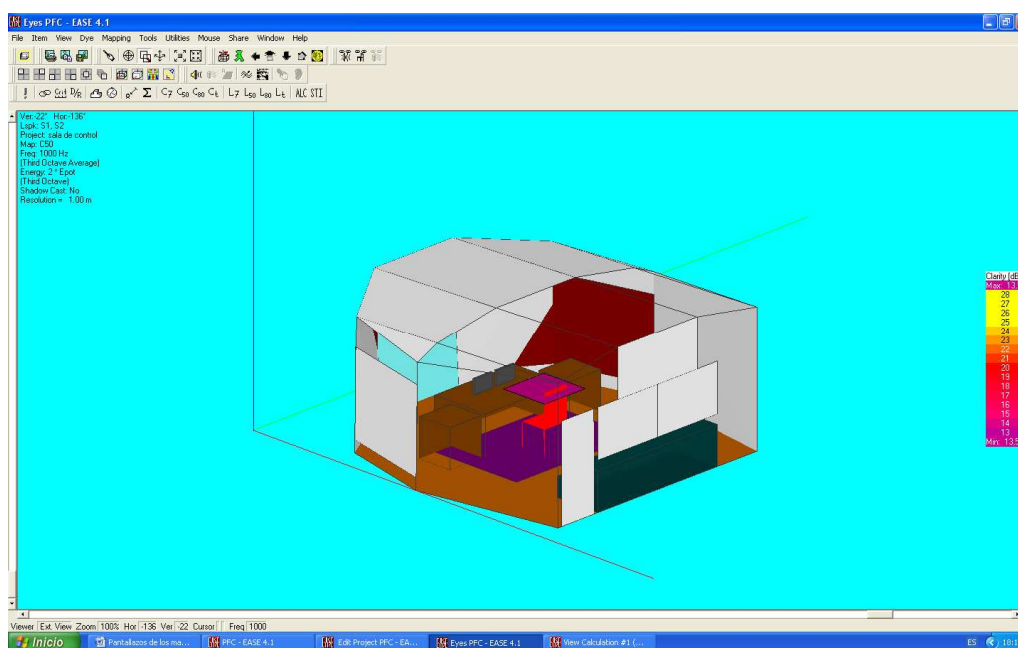 Eyes PFC - EASE 4.1
File Item View Dye Mapping Tools Utilities Mouse Share Window Help
C7 C50 C80 Ct L7 L50 L80 Lt ALC STI
Ver:-22° Hor:-136°
Lspk: S1, S2
Project: sala de control
Map: C50
Freq: 1000 Hz
(Third Octave Average)
Energy: 2 * Epot
(Third Octave)
Shadow Cast: No
Resolution = 1.00 m
Clarity [dB
Max: 13,
28
27
26
25
24
23
22
21
20
19
18
17
16
15
14
13
Min: 13,5
Viewer Ext. View Zoom 100% Hor -136 Ver -22 Cursor Freq 1000
Inicio Pantallazos de los ma... PFC - EASE 4.1 Edit Project PFC - EA... Eyes PFC - EASE 4.1 View Calculation #1 (... ES 18:1